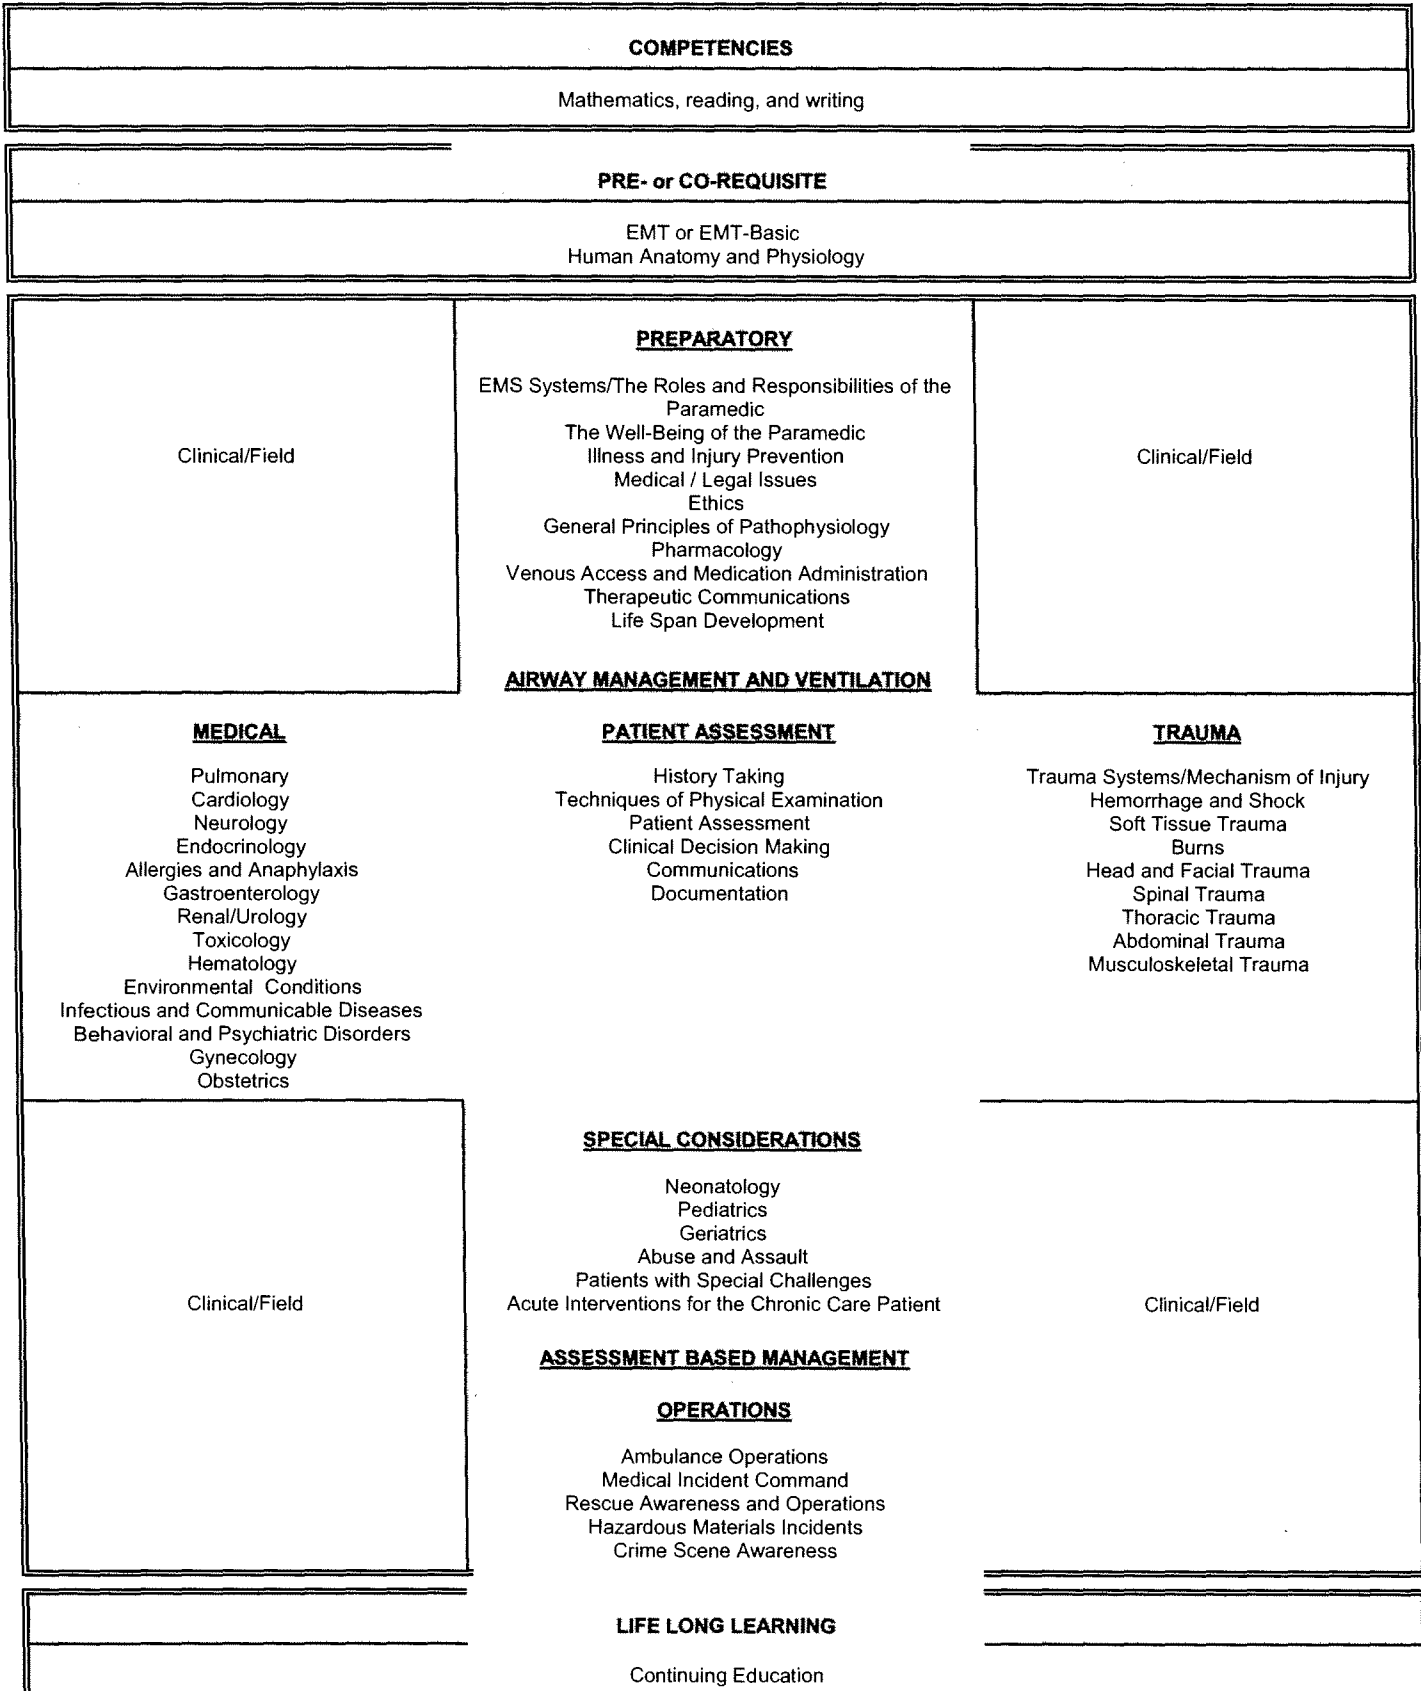 COMPETENCIES
Mathematics, reading, and writing
PRE- or CO-REQUISITE
EMT or EMT-Basic
Human Anatomy and Physiology
PREPARATORY
EMS Systems/The Roles and Responsibilities of the
Paramedic
The Well-Being of the Paramedic
Illness and Injury Prevention
Medical / Legal Issues
Ethics
General Principles of Pathophysiology
Pharmacology
Venous Access and Medication Administration
Therapeutic Communications
Life Span Development
Clinical/Field
Clinical/Field
AIRWAY MANAGEMENT AND VENTILATION
MEDICAL
Pulmonary
Cardiology
Neurology
Endocrinology
Allergies and Anaphylaxis
Gastroenterology
Renal/Urology
Toxicology
Hematology
Environmental Conditions
Infectious and Communicable Diseases
Behavioral and Psychiatric Disorders
Gynecology
Obstetrics
PATIENT ASSESSMENT
History Taking
Techniques of Physical Examination
Patient Assessment
Clinical Decision Making
Communications
Documentation
TRAUMA
Trauma Systems/Mechanism of Injury
Hemorrhage and Shock
Soft Tissue Trauma
Burns
Head and Facial Trauma
Spinal Trauma
Thoracic Trauma
Abdominal Trauma
Musculoskeletal Trauma
SPECIAL CONSIDERATIONS
Neonatology
Pediatrics
Geriatrics
Abuse and Assault
Patients with Special Challenges
Acute Interventions for the Chronic Care Patient
Clinical/Field
Clinical/Field
ASSESSMENT BASED MANAGEMENT
OPERATIONS
Ambulance Operations
Medical Incident Command
Rescue Awareness and Operations
Hazardous Materials Incidents
Crime Scene Awareness
LIFE LONG LEARNING
Continuing Education